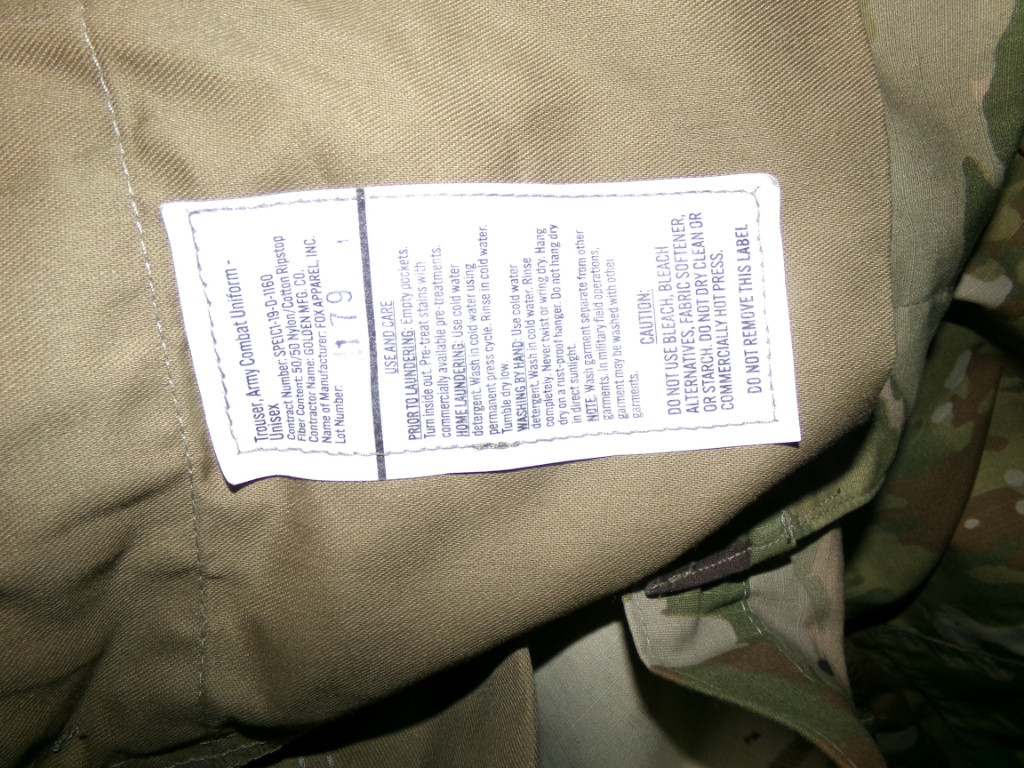 Trouser, Army Combat Uniform -
Unisex
Contract Number:SPE1C1-19-D-1160
Fiber Content: 50/50 Nylon/Cotton Ripstop
Contractor Name: GOLDEN MFG. CO.
Name of Manufacturer: FOX APPAREL, INC.
Lot Number: 1179 1
USE AND CARE
PRIOR TO LAUNDERING: Empty pockets.
Turn inside out. Pre-treat stains with
commercially available pre-treatments.
HOME LAUNDERING: Use cold water
detergent. Wash in cold water using
permanent press cycle. Rinse in cold water.
Tumble dry low.
WASHING BY HAND: Use cold water
detergent. Wash in cold water. Rinse
completely. Never twist or wring dry. Hang
dry on a rust-proof hanger. Do not hang dry
in direct sunlight.
NOTE: Wash garment separate from other
garments. In military field operations,
garment may be washed with other
garments.
CAUTION:
DO NOT USE BLEACH, BLEACH
ALTERNATIVES, FABRIC SOFTENER,
OR STARCH. DO NOT DRY CLEAN OR
COMMERCIALLY HOT PRESS.
DO NOT REMOVE THIS LABEL